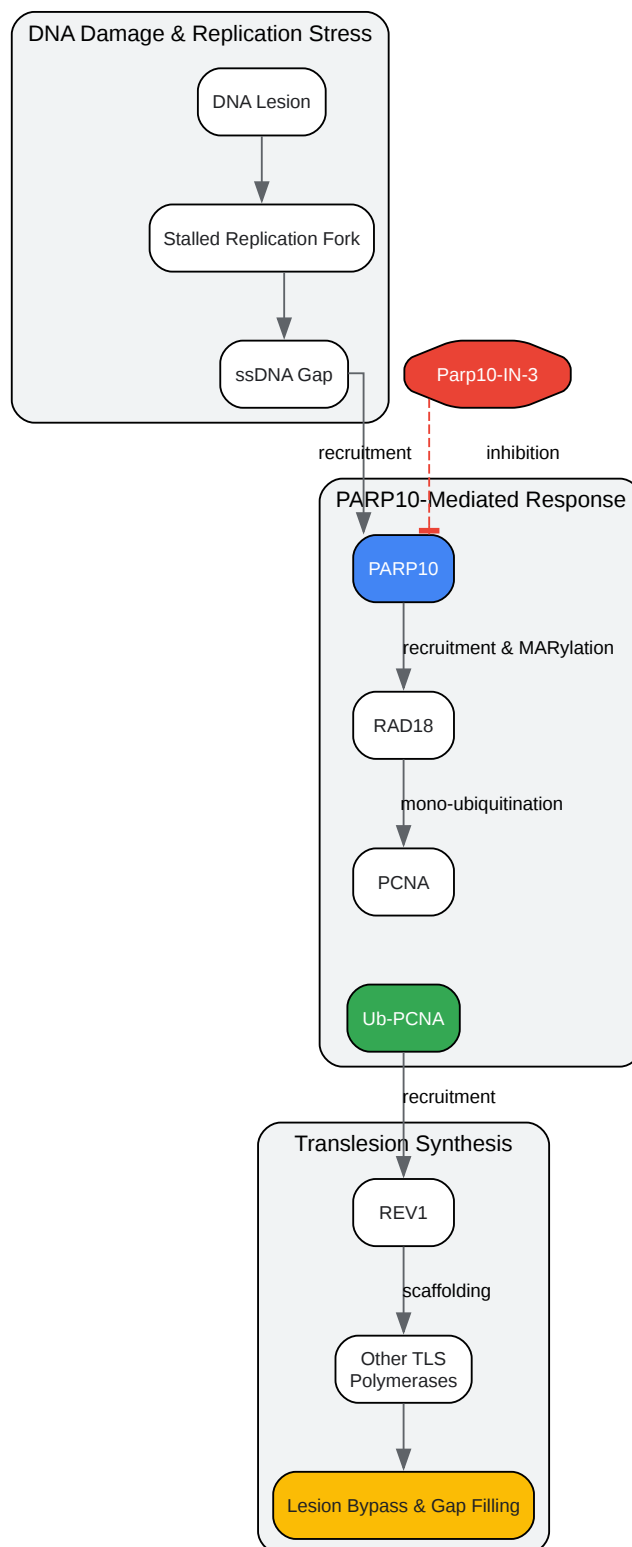 DNA Damage & Replication Stress
DNA Lesion
Stalled Replication Fork
ssDNA Gap
Parp10-IN-3
recruitment
inhibition
PARP10-Mediated Response
PARP10
recruitment & MARylation
RAD18
mono-ubiquitination
PCNA
Ub-PCNA
recruitment
Translesion Synthesis
REV1
scaffolding
Other TLS
Polymerases
Lesion Bypass & Gap Filling